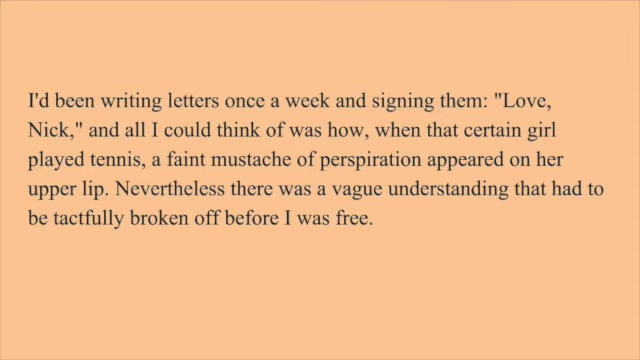 I'd been writing letters once a week and signing them: "Love,
Nick," and all I could think of was how, when that certain girl
played tennis, a faint mustache of perspiration appeared on her
upper lip. Nevertheless there was a vague understanding that had to
be tactfully broken off before I was free.